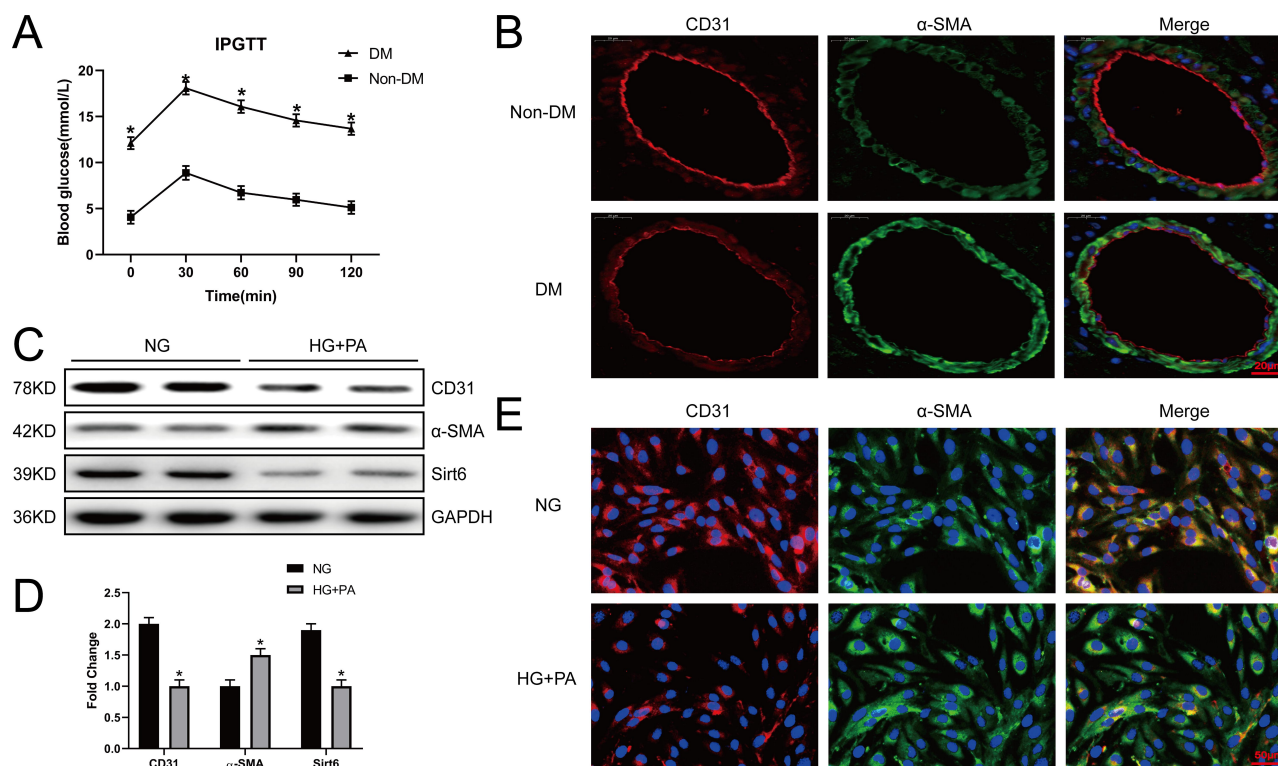 A
IPGTT
DM
Non-DM
Blood glucose(mmol/L)
20
15
10
5
0
* * * * *
0 30 60 90 120
Time(min)
B
CD31 α-SMA Merge
Non-DM
DM
20μm
C
NG HG+PA
78KD CD31
42KD α-SMA
39KD Sirt6
36KD GAPDH
D
NG
HG+PA
Fold Change
2.5
2.0
1.5
1.0
0.5
0.0
* * *
CD31 α-SMA Sirt6
E
CD31 α-SMA Merge
NG
HG+PA
50μm